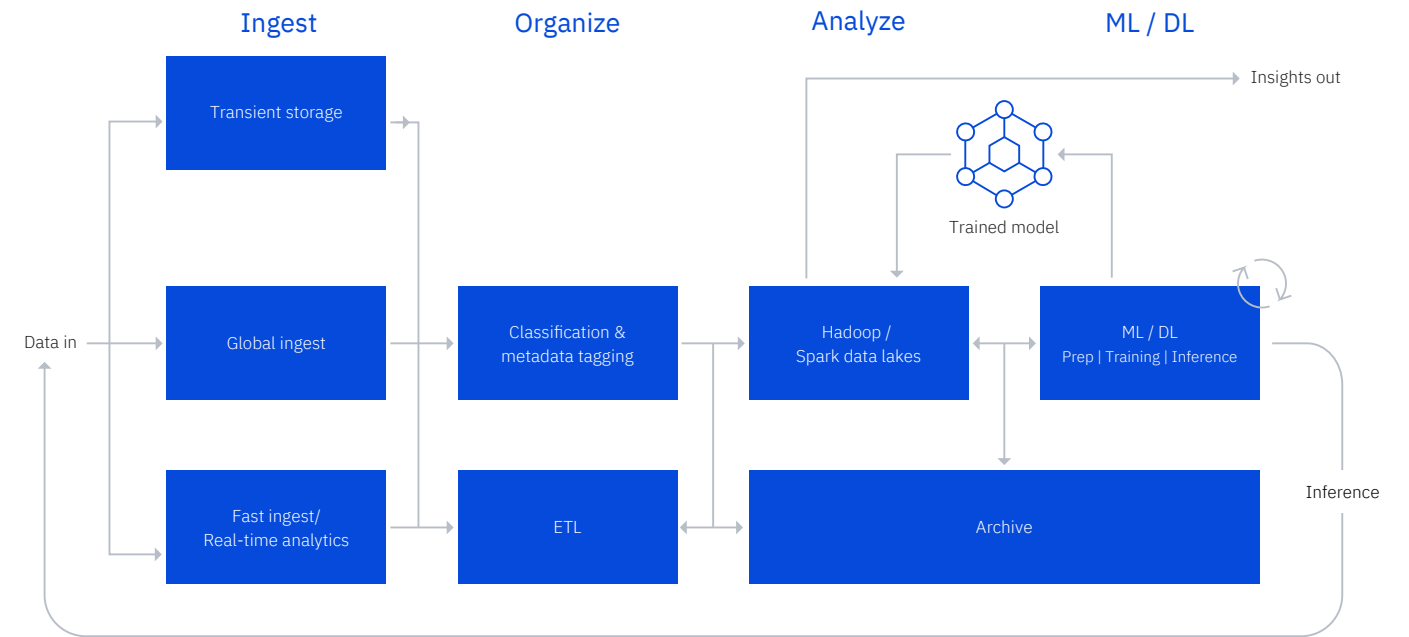 Ingest
Organize
Analyze
ML / DL
Insights out
Transient storage
Trained model
Data in
Global ingest
Classification &
metadata tagging
Hadoop /
Spark data lakes
ML / DL
Prep | Training | Inference
Fast ingest/
Real-time analytics
ETL
Archive
Inference